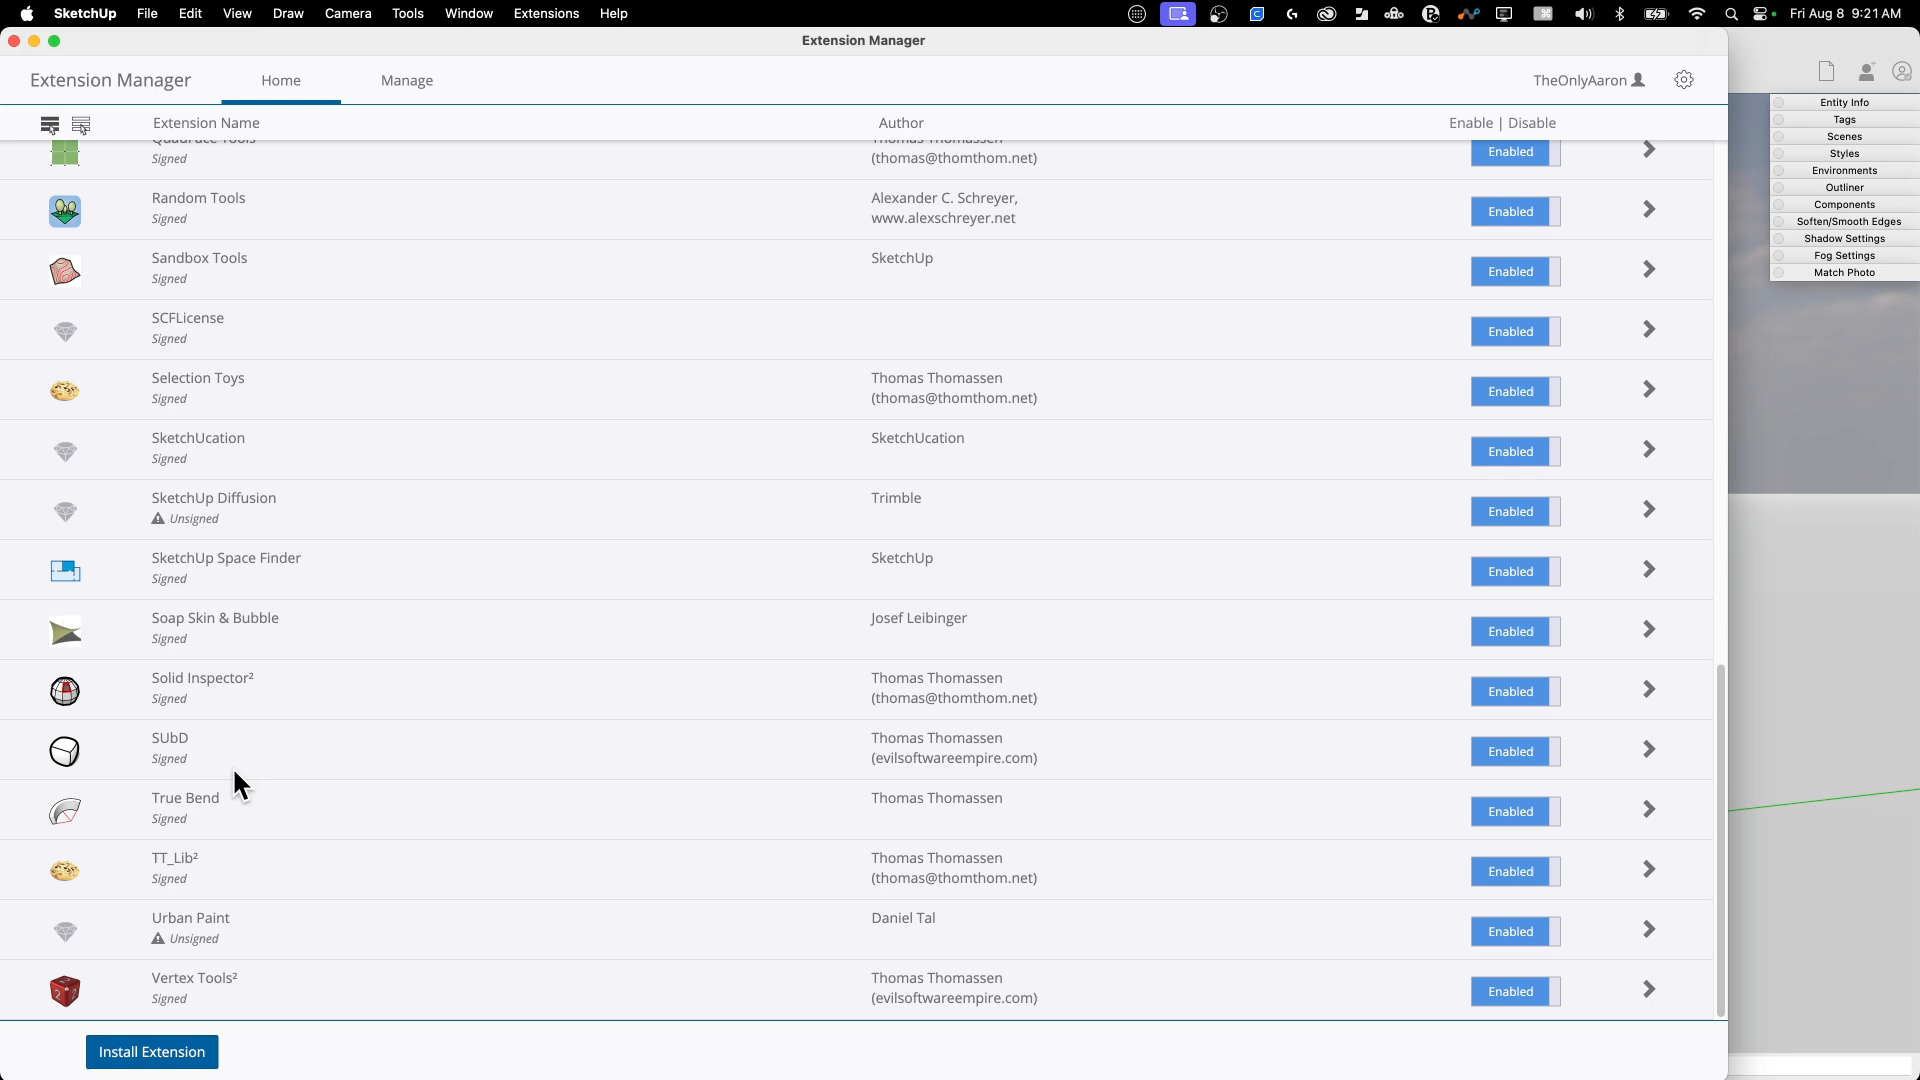 SketchUp File Edit View Draw Camera Tools Window Extensions Help
Fri Aug 8 9:21 AM
Extension Manager
Extension Manager Home Manage TheOnlyAaron
Extension Name Author Enable | Disable
Quadface Tools Thomas Thomassen
Signed (thomas@thomthom.net) Enabled
Random Tools Alexander C. Schreyer,
Signed www.alexschreyer.net Enabled
Sandbox Tools SketchUp
Signed Enabled
SCFLicense
Signed Enabled
Selection Toys Thomas Thomassen
Signed (thomas@thomthom.net) Enabled
SketchUcation SketchUcation
Signed Enabled
SketchUp Diffusion Trimble
Unsigned Enabled
SketchUp Space Finder SketchUp
Signed Enabled
Soap Skin & Bubble Josef Leibinger
Signed Enabled
Solid Inspector² Thomas Thomassen
Signed (thomas@thomthom.net) Enabled
SUbD Thomas Thomassen
Signed (evilsoftwareempire.com) Enabled
True Bend Thomas Thomassen
Signed Enabled
TT_Lib² Thomas Thomassen
Signed (thomas@thomthom.net) Enabled
Urban Paint Daniel Tal
Unsigned Enabled
Vertex Tools² Thomas Thomassen
Signed (evilsoftwareempire.com) Enabled
Install Extension
Entity Info
Tags
Scenes
Styles
Environments
Outliner
Components
Soften/Smooth Edges
Shadow Settings
Fog Settings
Match Photo